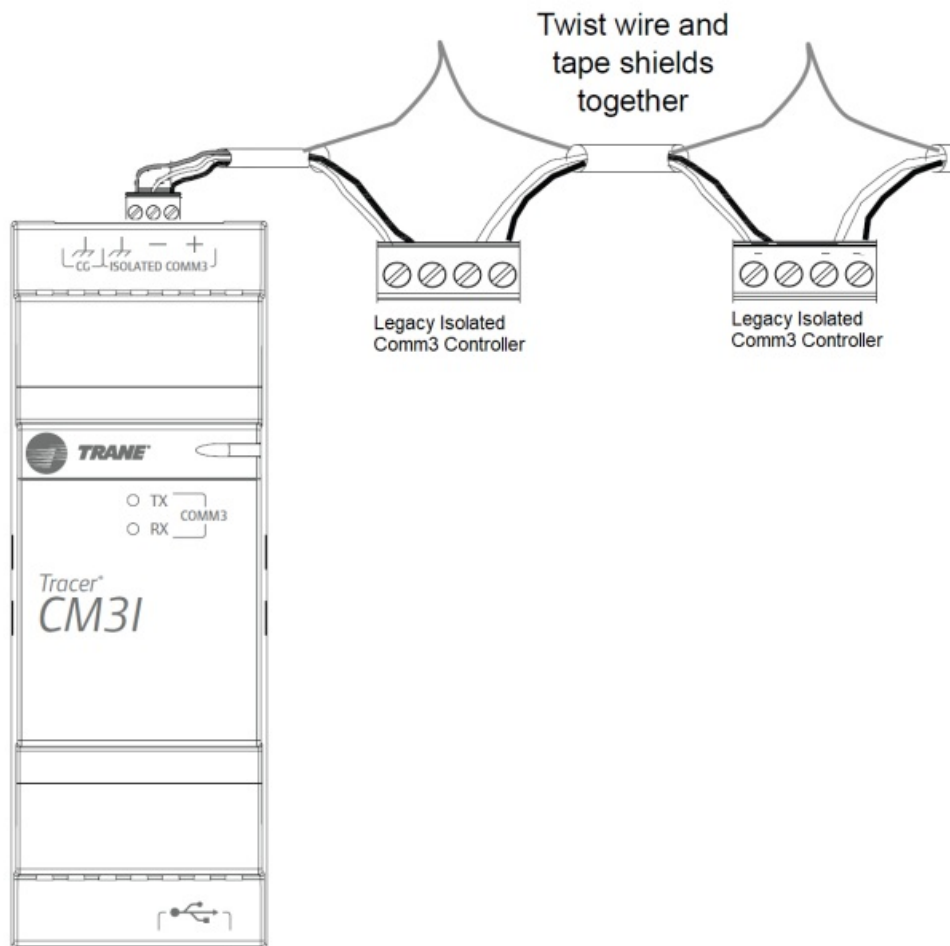 Twist wire and
tape shields
together
CG ISOLATED COMM3
− +
Legacy Isolated
Comm3 Controller
Legacy Isolated
Comm3 Controller
TRANE
TX
COMM3
RX
Tracer®
CM3I